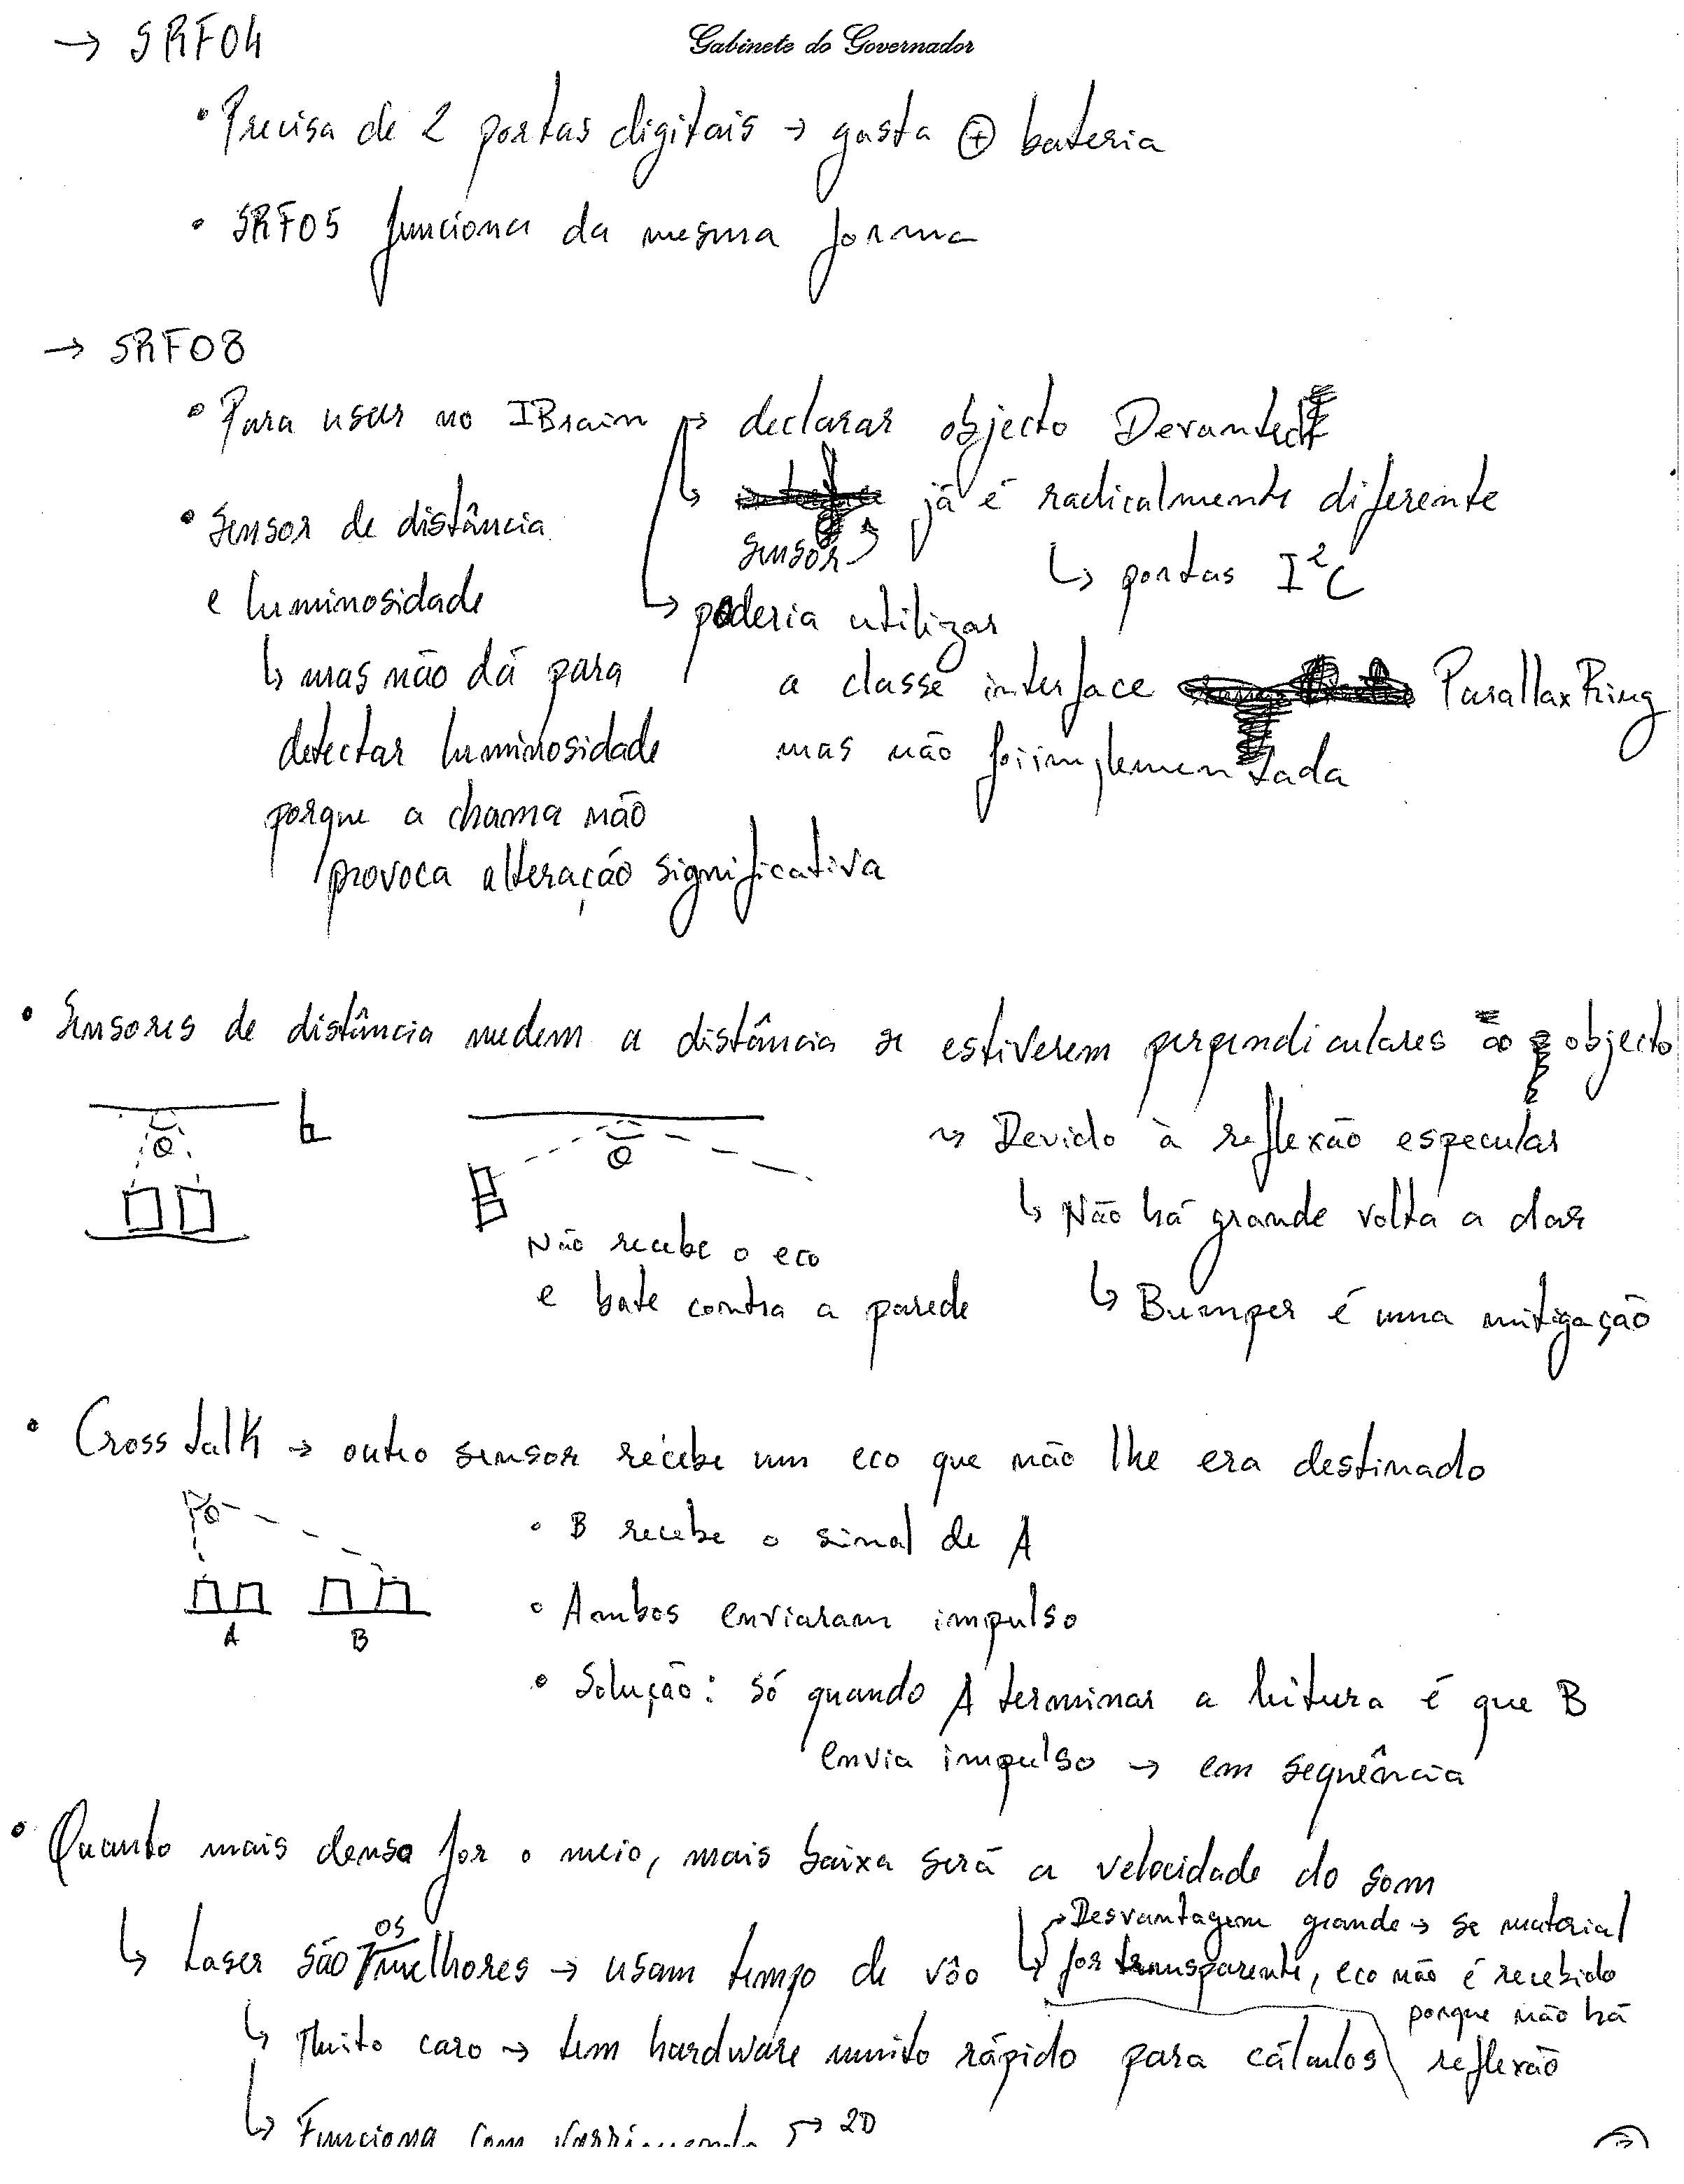 Gabinete do Governador
→ SRF04
• Precisa de 2 portas digitais → gasta ⊕ bateria
• SRF05 funciona da mesma forma
→ SRF08
• Para usar no IBrain → declarar objecto Devantech
↳ sensor já é radicalmente diferente
↳ portas I²C
↳ poderia utilizar
a classe interface ParallaxPing
mas não foi implementada
• Sensor de distância
e luminosidade
↳ mas não dá para
detectar luminosidade
porque a chama não
provoca alteração significativa
• Sensores de distância medem a distância se estiverem perpendiculares ao objecto
θ
θ
Não recebe o eco
e bate contra a parede
↳ Devido à reflexão especular
↳ Não há grande volta a dar
↳ Bumper é uma mitigação
• Cross talk → outro sensor recebe um eco que não lhe era destinado
θ
A B
• B recebe o sinal de A
• Ambos enviaram impulso
• Solução: só quando A terminar a leitura é que B
envia impulso → em sequência
• Quanto mais denso for o meio, mais baixa será a velocidade do som
↳ Laser são os melhores → usam tempo de vôo
→ Desvantagem grande → se material
for transparente, eco não é recebido
porque não há
reflexão
↳ Muito caro → tem hardware muito rápido para cálculos
↳ Funciona com varrimento → 2D